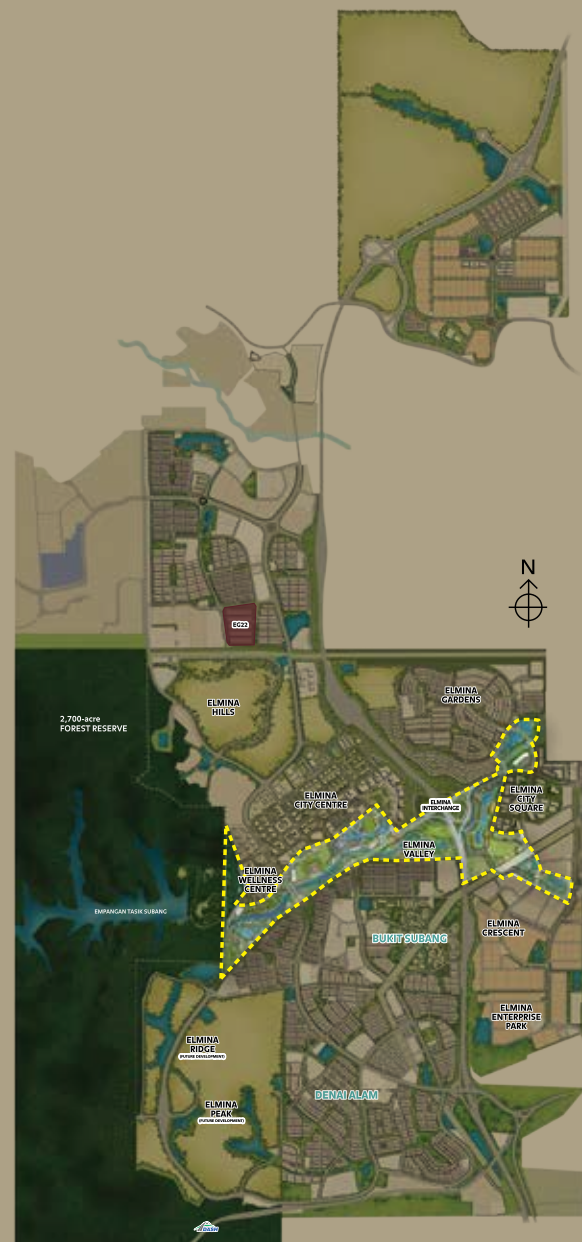 N
EG22
ELMINA
GARDENS
ELMINA
HILLS
2,700-acre
FOREST RESERVE
ELMINA
CITY SQUARE
ELMINA
CITY CENTRE
ELMINA
INTERCHANGE
ELMINA
VALLEY
ELMINA
WELLNESS
CENTRE
EMPANGAN TASIK SUBANG
ELMINA
CRESCENT
BUKIT SUBANG
ELMINA
ENTERPRISE
PARK
ELMINA
RIDGE
(FUTURE DEVELOPMENT)
DENAI ALAM
ELMINA
PEAK
(FUTURE DEVELOPMENT)
DASH